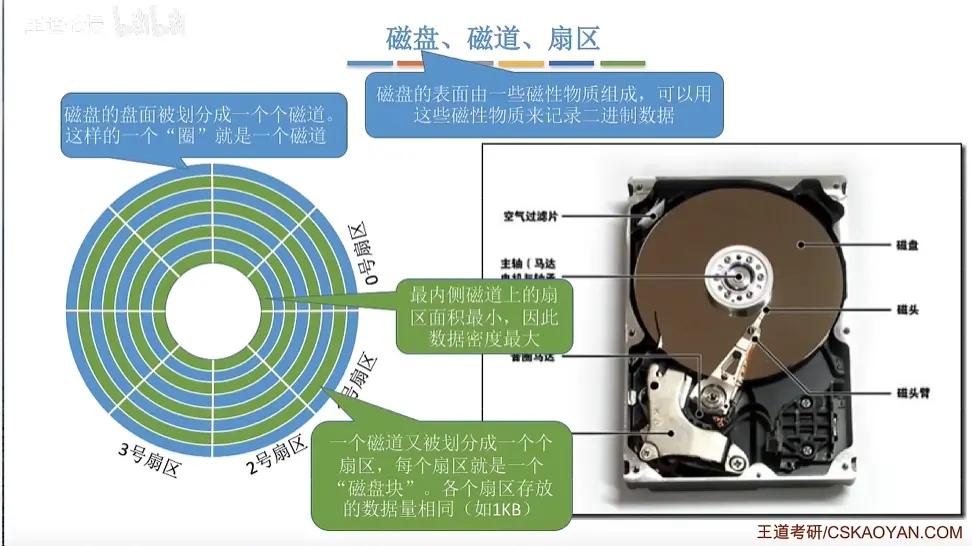 王道论坛 bilibili
磁盘、磁道、扇区
磁盘的表面由一些磁性物质组成，可以用
这些磁性物质来记录二进制数据
磁盘的盘面被划分成一个个磁道。
这样的一个“圈”就是一个磁道
0号扇区
号扇区
2号扇区
3号扇区
最内侧磁道上的扇
区面积最小，因此
数据密度最大
一个磁道又被划分成一个个
扇区，每个扇区就是一个
“磁盘块”。各个扇区存放
的数据量相同（如1KB）
空气过滤片
主轴（马达
音圈马达
磁盘
磁头
磁头臂
王道考研/CSKAOYAN.COM